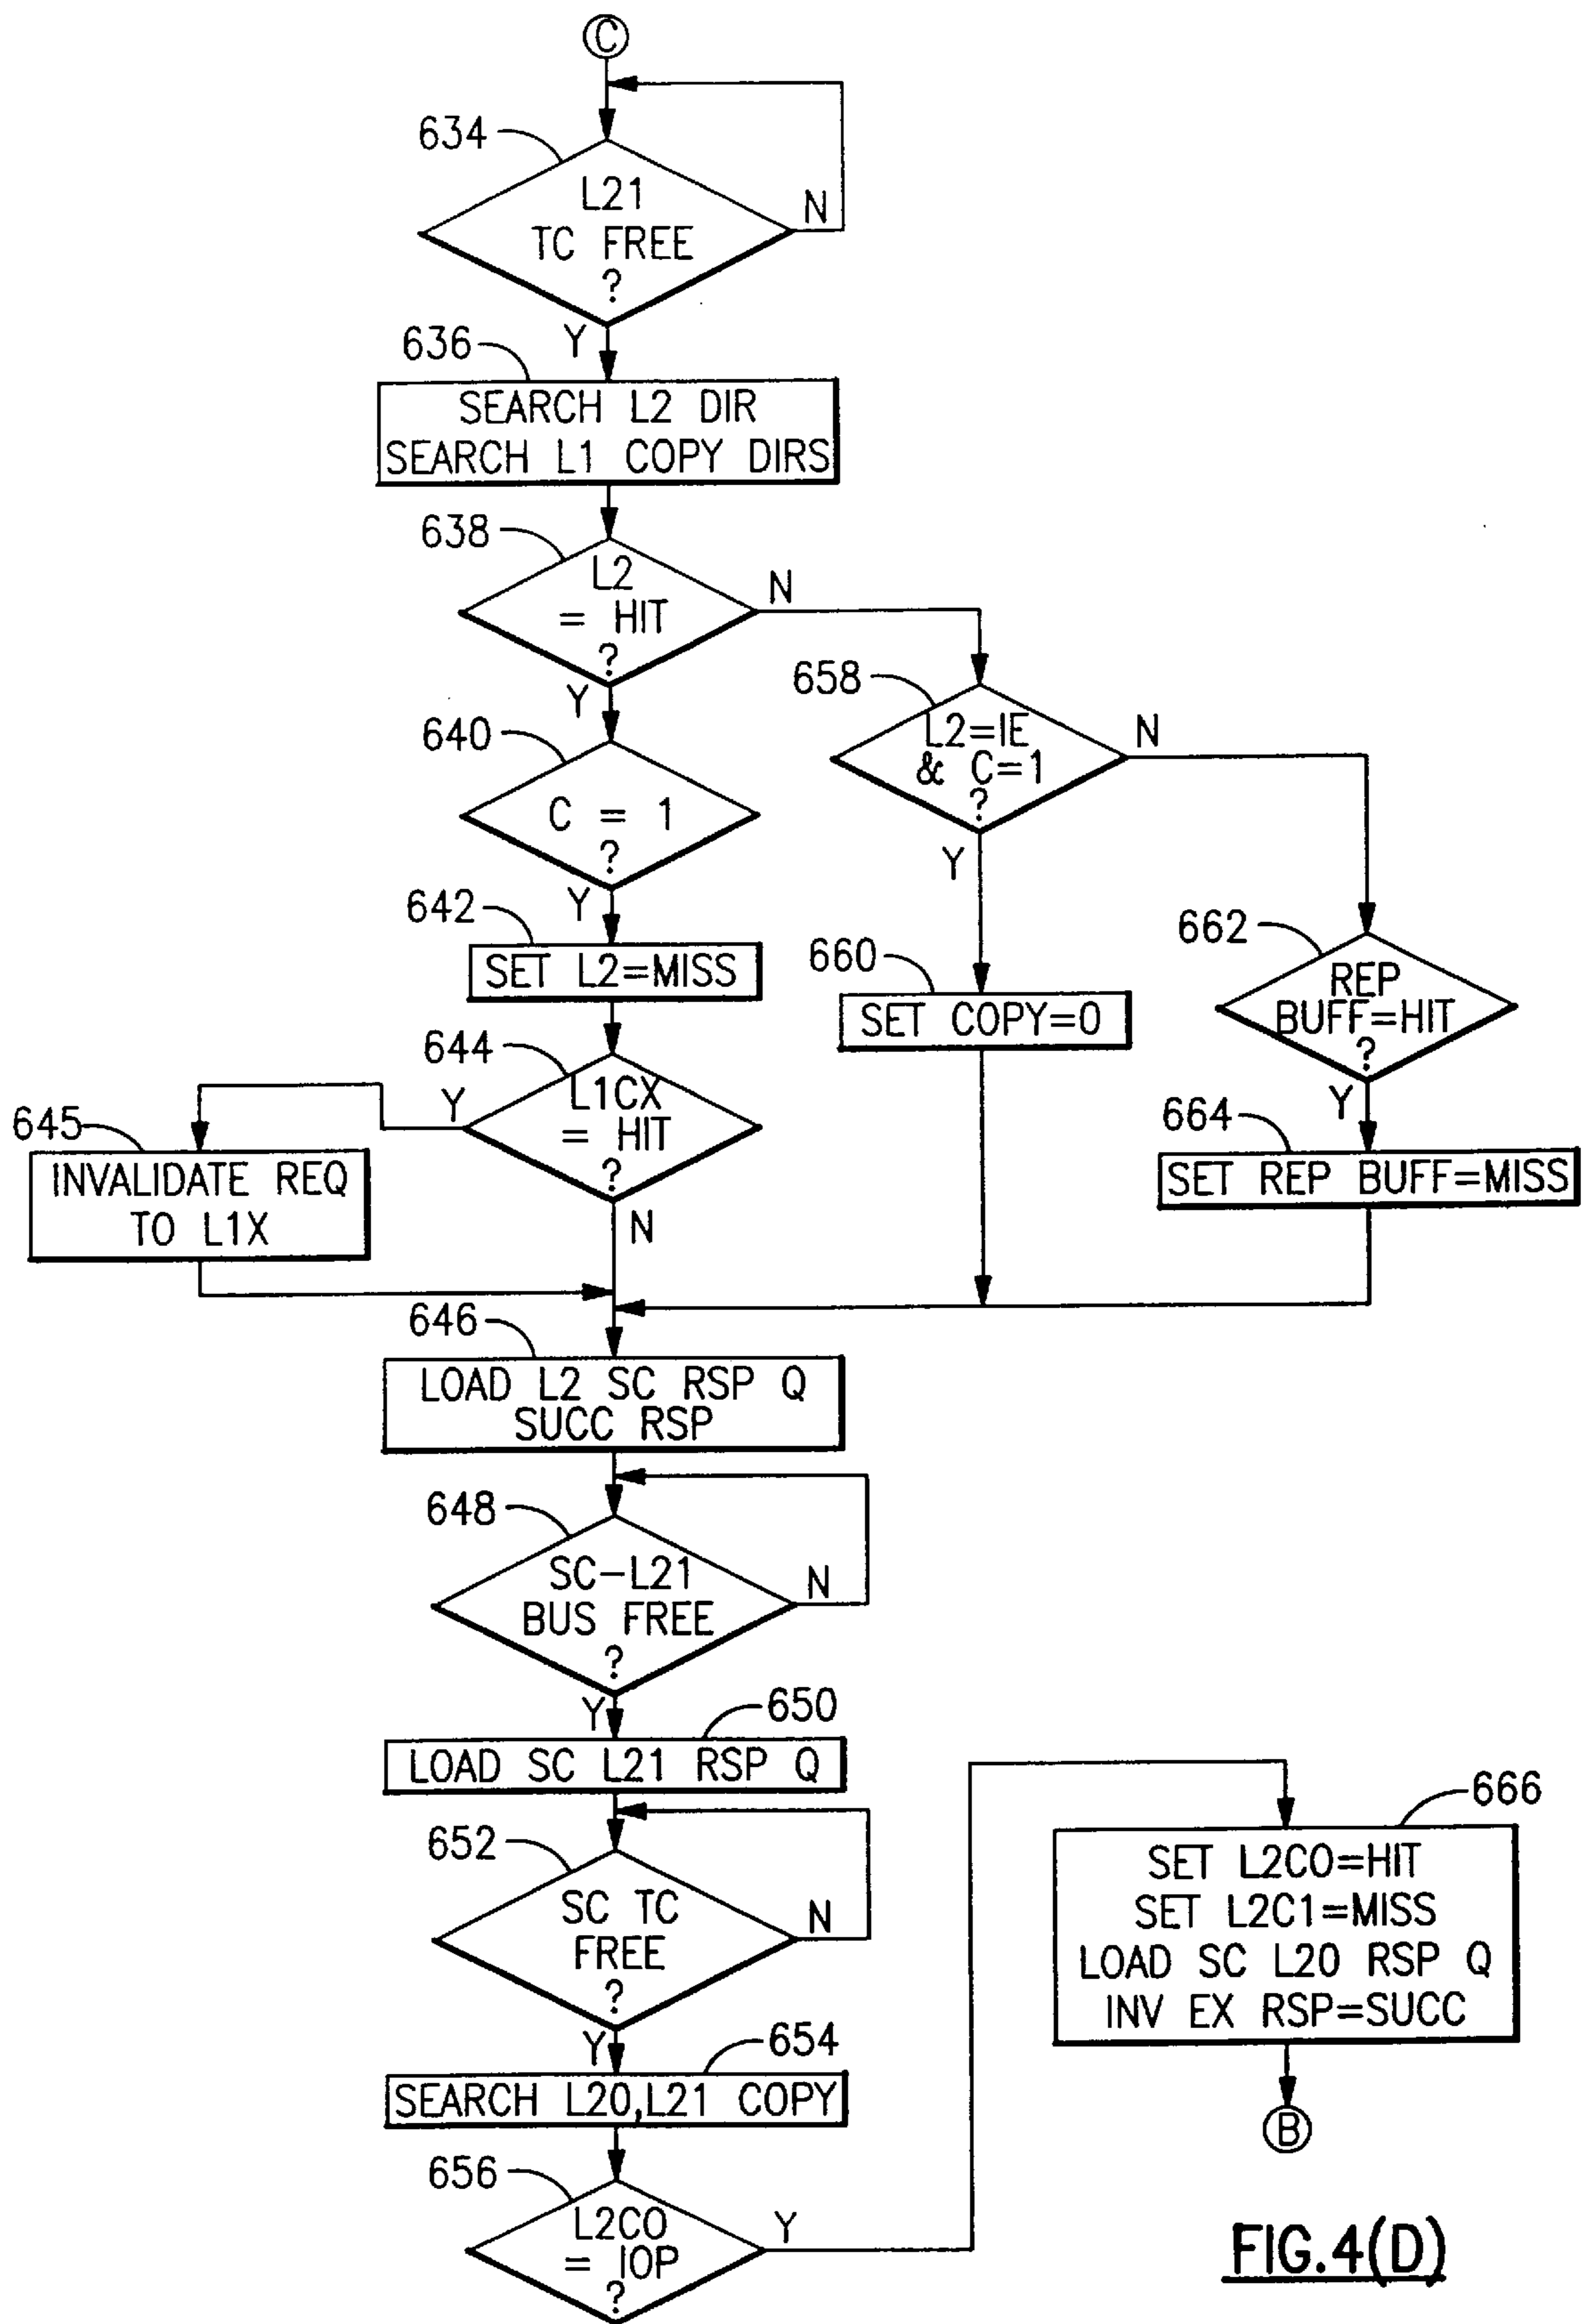 C
634
L21
TC FREE
?
N
Y
636
SEARCH L2 DIR
SEARCH L1 COPY DIRS
638
L2
= HIT
?
N
Y
658
L2=IE
& C=1
?
N
Y
640
C = 1
?
Y
642
SET L2=MISS
660
SET COPY=0
662
REP
BUFF=HIT
?
Y
664
SET REP BUFF=MISS
644
L1CX
= HIT
?
Y
N
645
INVALIDATE REQ
TO L1X
646
LOAD L2 SC RSP Q
SUCC RSP
648
SC-L21
BUS FREE
?
N
Y
650
LOAD SC L21 RSP Q
652
SC TC
FREE
?
N
Y
654
SEARCH L20,L21 COPY
656
L2C0
= IOP
?
Y
666
SET L2C0=HIT
SET L2C1=MISS
LOAD SC L20 RSP Q
INV EX RSP=SUCC
B
FIG.4(D)